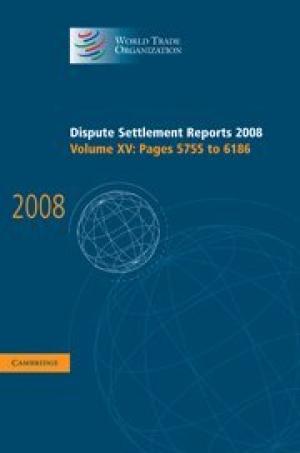 World Trade
Organization
Dispute Settlement Reports 2008
Volume XV: Pages 5755 to 6186
2008
Cambridge